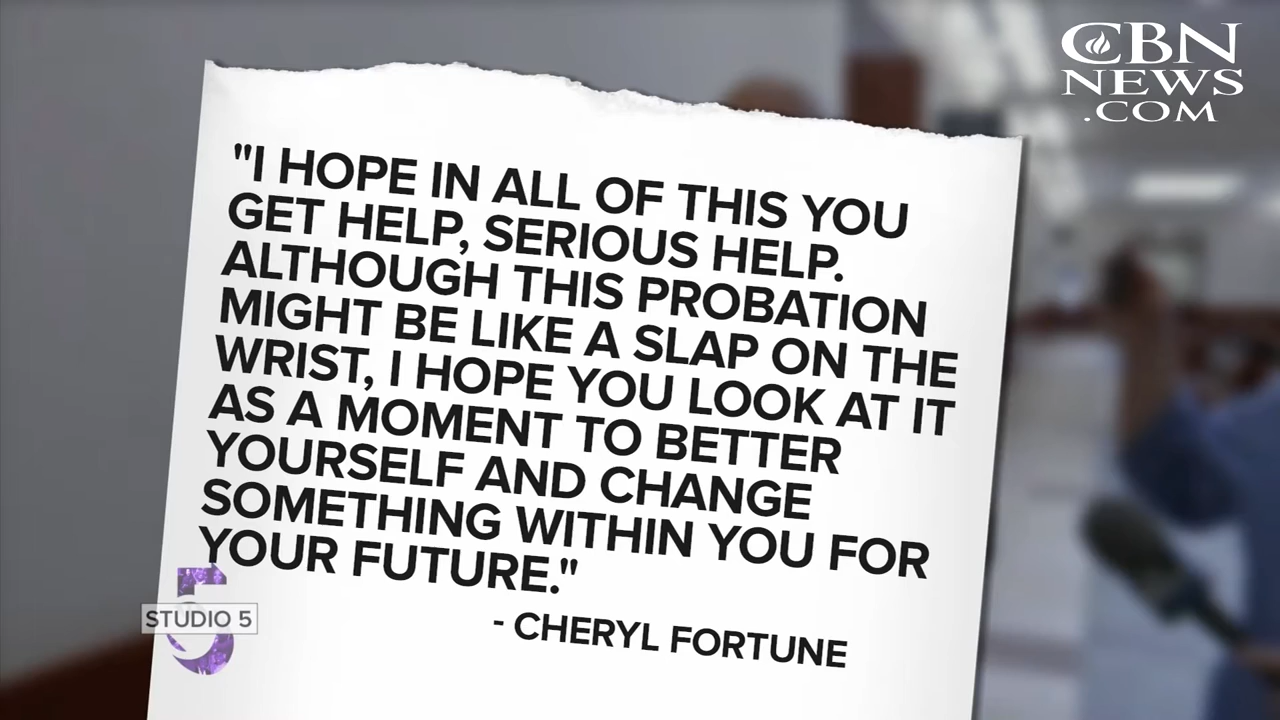 CBN
NEWS
.COM
"I HOPE IN ALL OF THIS YOU
GET HELP, SERIOUS HELP.
ALTHOUGH THIS PROBATION
MIGHT BE LIKE A SLAP ON THE
WRIST, I HOPE YOU LOOK AT IT
AS A MOMENT TO BETTER
YOURSELF AND CHANGE
SOMETHING WITHIN YOU FOR
YOUR FUTURE."
- CHERYL FORTUNE
5
STUDIO 5